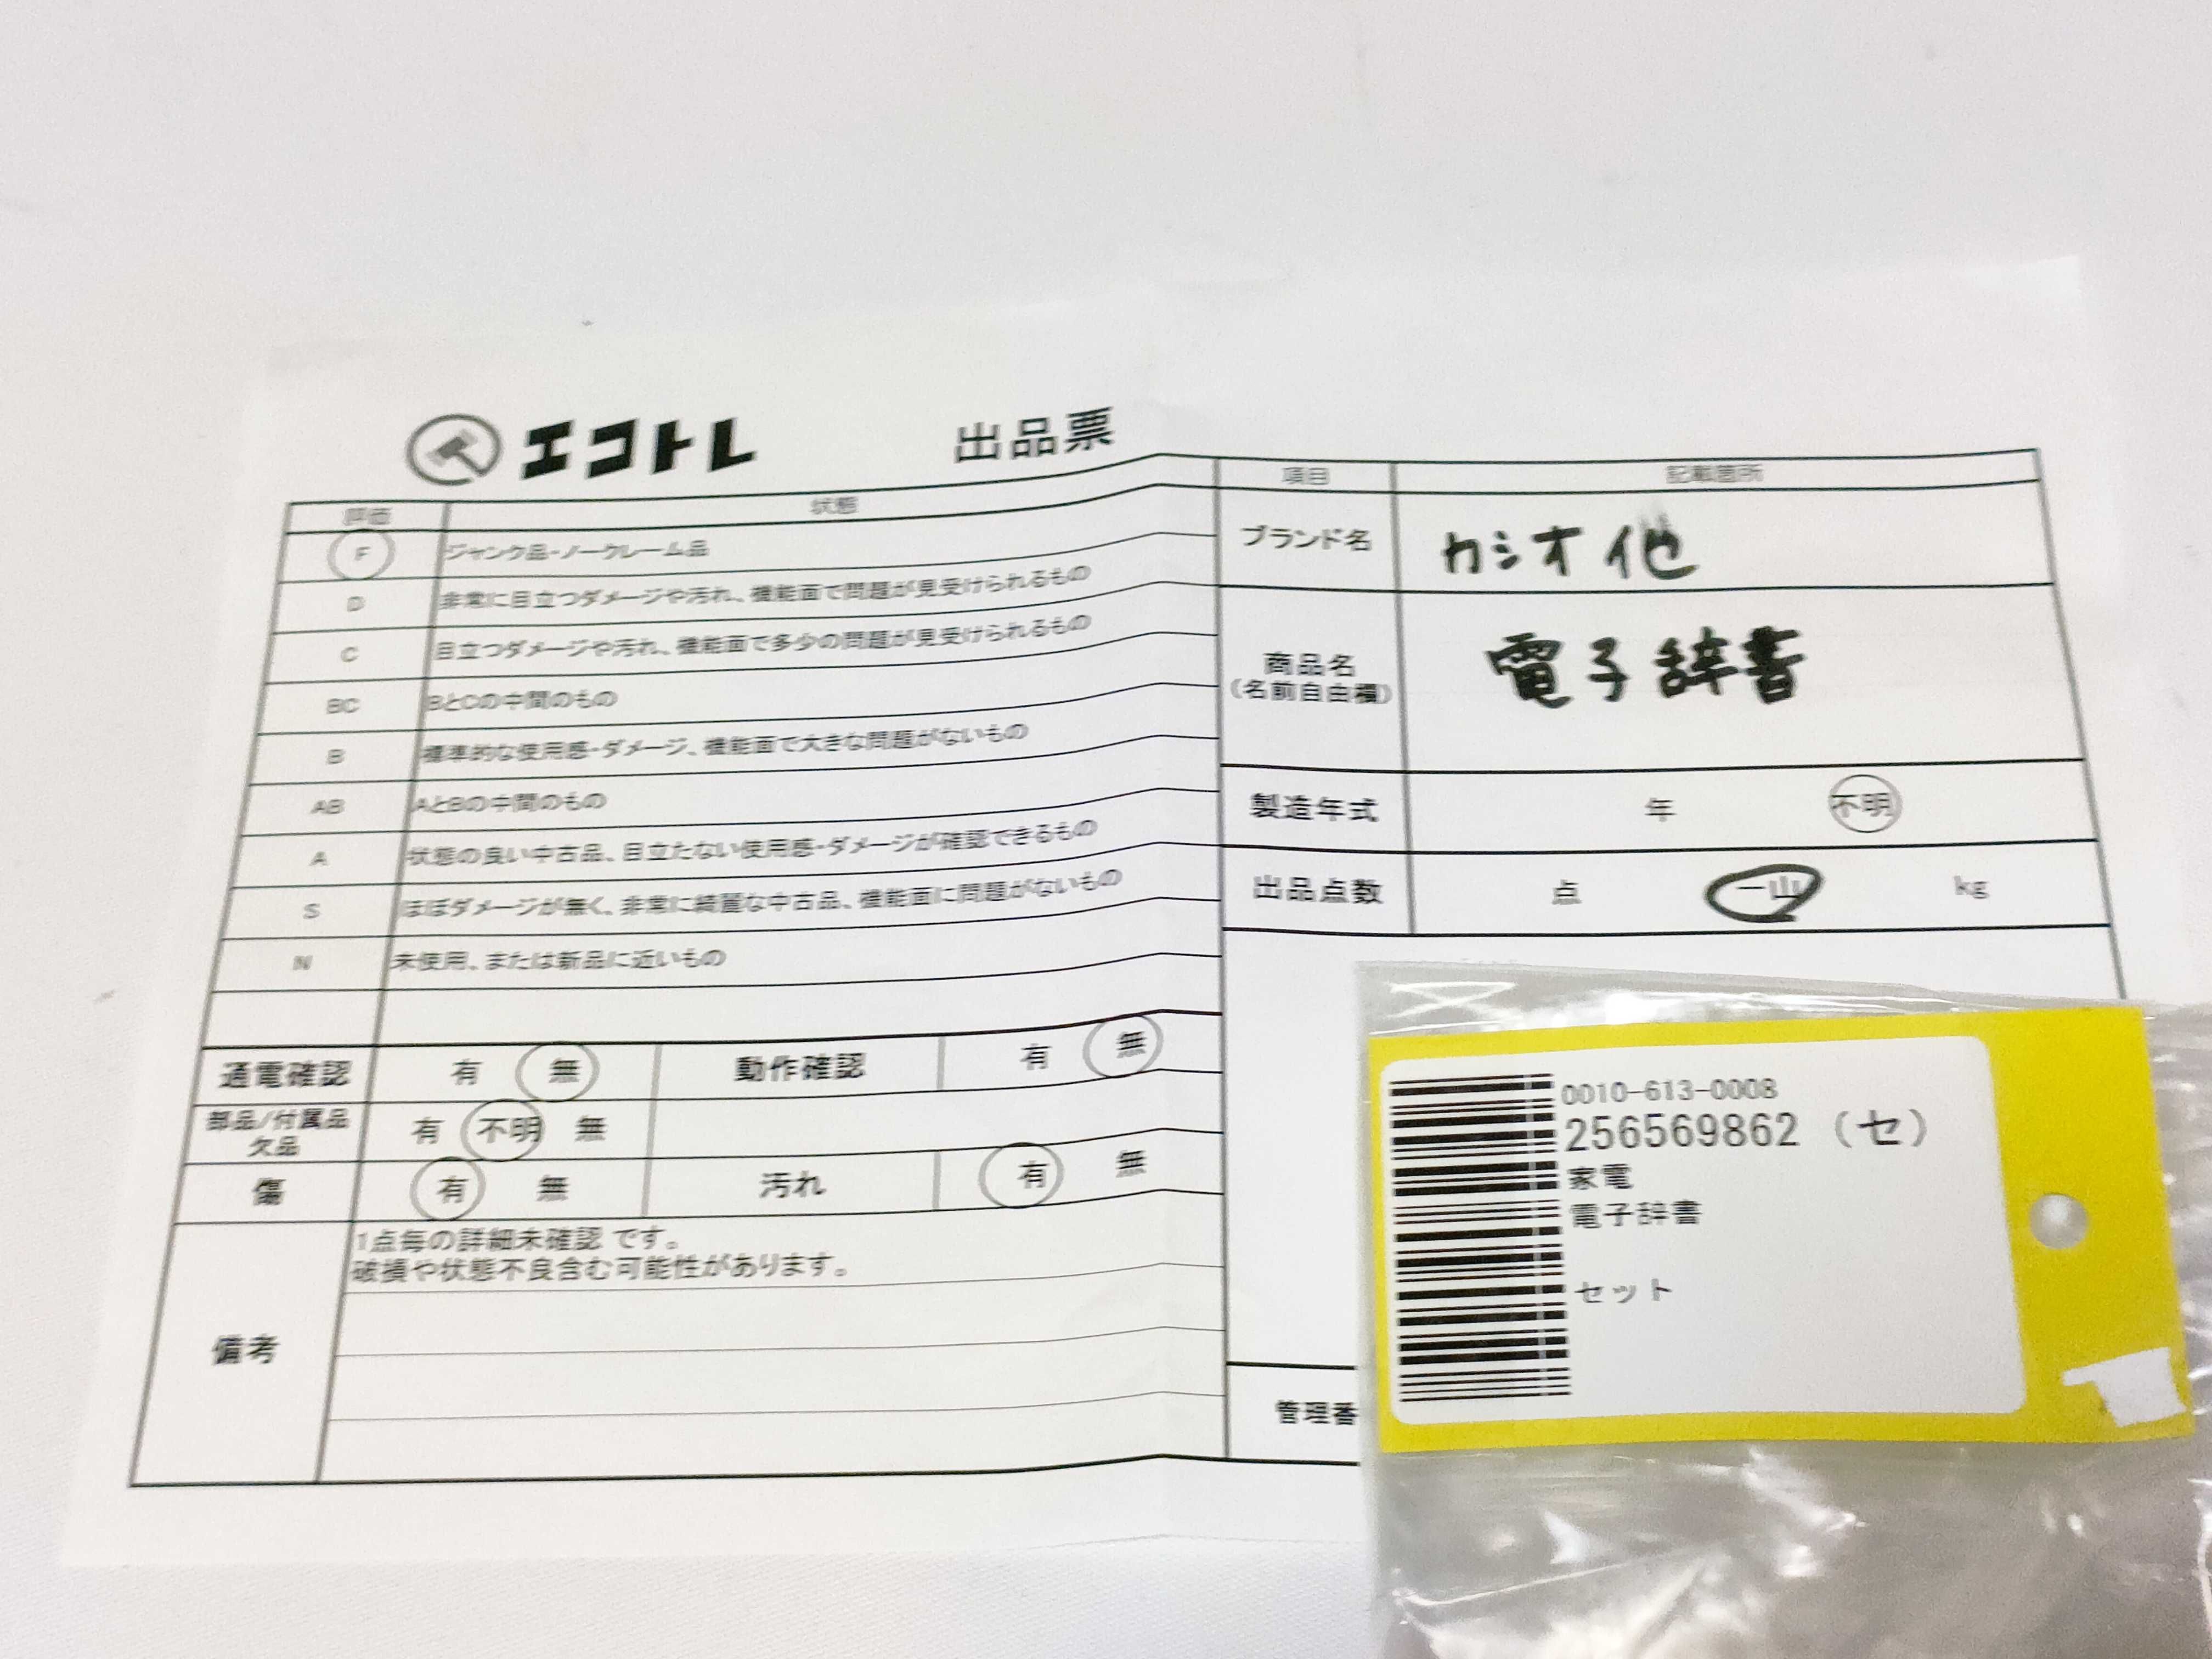 エコトレ 出品票
評価 状態
F ジャンク品・ノークレーム品
D 非常に目立つダメージや汚れ、機能面で問題が見受けられるもの
C 目立つダメージや汚れ、機能面で多少の問題が見受けられるもの
BC BとCの中間のもの
B 標準的な使用感・ダメージ、機能面で大きな問題がないもの
AB AとBの中間のもの
A 状態の良い中古品、目立たない使用感・ダメージが確認できるもの
S ほぼダメージが無く、非常に綺麗な中古品、機能面に問題がないもの
N 未使用、または新品に近いもの
通電確認 有 無 動作確認 有 無
部品/付属品
欠品
有 不明 無
傷 有 無 汚れ 有 無
備考
1点毎の詳細未確認 です。
破損や状態不良含む可能性があります。
項目 記載箇所
ブランド名 カシオ 他
商品名
(名前自由欄)
電子辞書
製造年式 年 不明
出品点数 点 一山 kg
管理番
0010-613-0008
256569862 (セ)
家電
電子辞書
セット